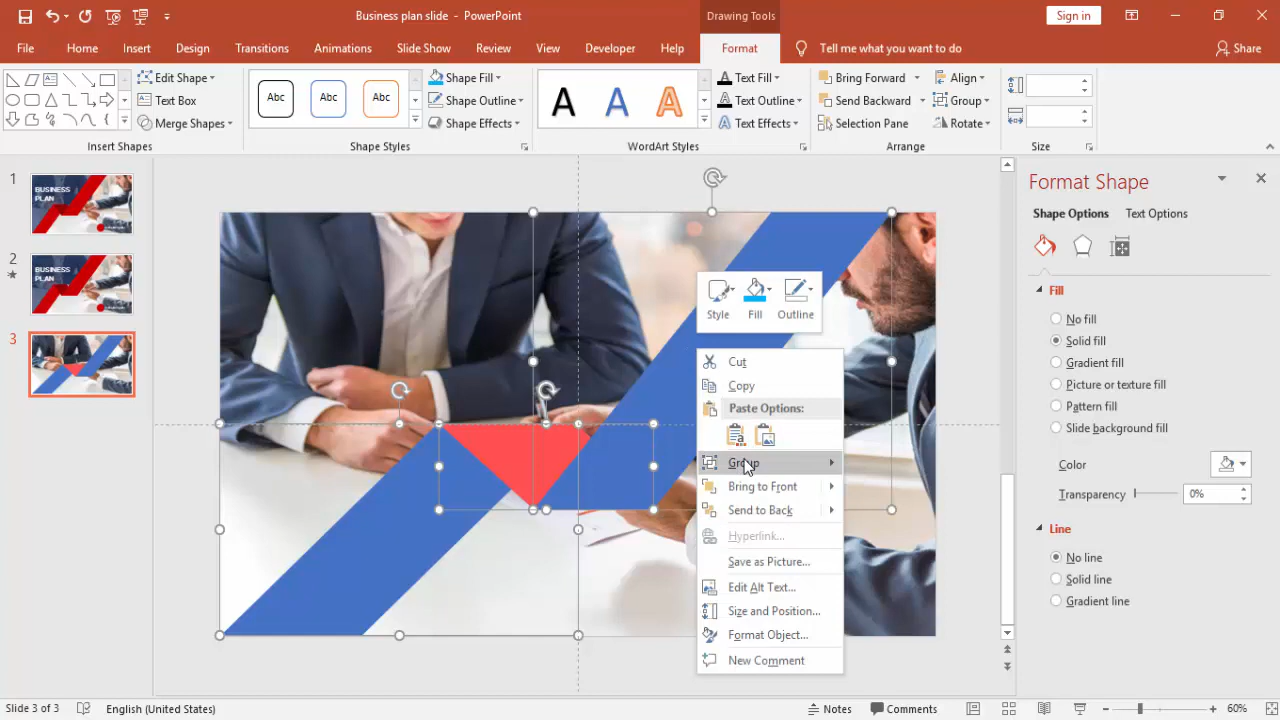 Business plan slide - PowerPoint
Drawing Tools
Sign in
File
Home
Insert
Design
Transitions
Animations
Slide Show
Review
View
Developer
Help
Format
Tell me what you want to do
Share
Edit Shape
Text Box
Merge Shapes
Insert Shapes
Abc
Abc
Abc
Shape Fill
Shape Outline
Shape Effects
Shape Styles
A
A
A
Text Fill
Text Outline
Text Effects
WordArt Styles
Bring Forward
Send Backward
Selection Pane
Align
Group
Rotate
Arrange
Size
1
BUSINESS
PLAN
2
BUSINESS
PLAN
3
Style
Fill
Outline
Cut
Copy
Paste Options:
Group
Bring to Front
Send to Back
Hyperlink...
Save as Picture...
Edit Alt Text...
Size and Position...
Format Object...
New Comment
Format Shape
Shape Options
Text Options
Fill
No fill
Solid fill
Gradient fill
Picture or texture fill
Pattern fill
Slide background fill
Color
Transparency
0%
Line
No line
Solid line
Gradient line
Slide 3 of 3
English (United States)
Notes
Comments
60%